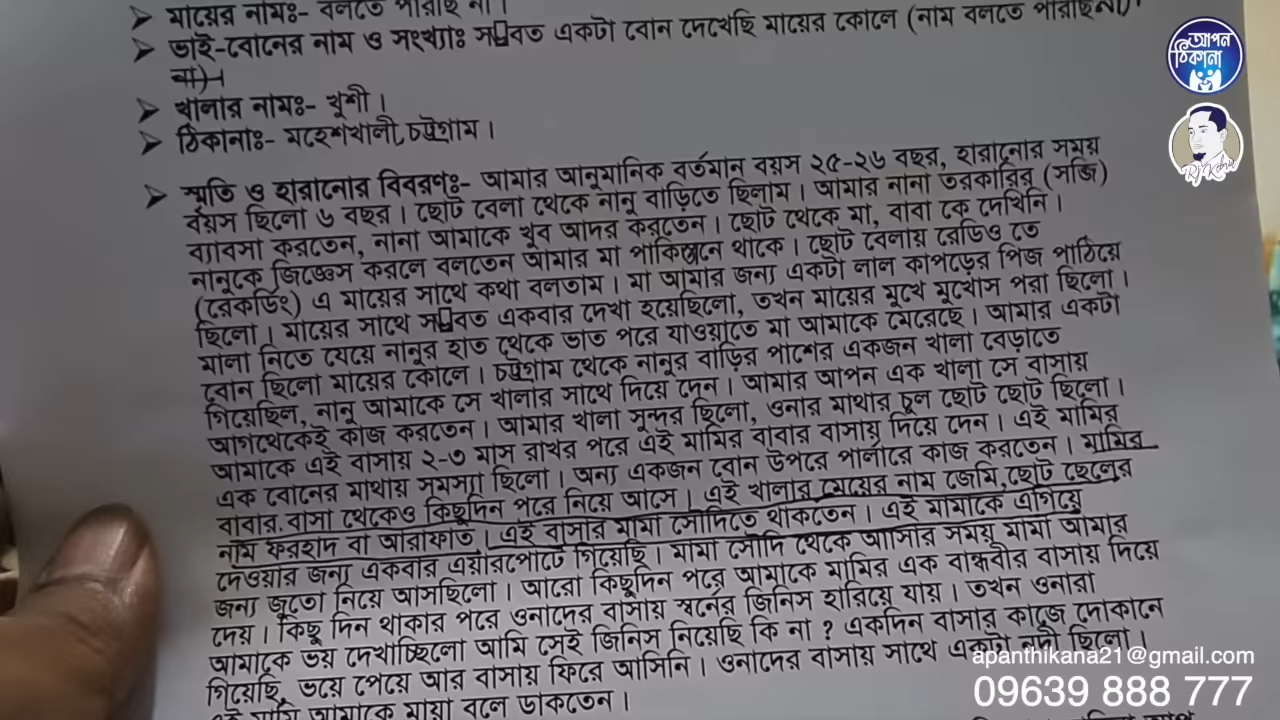 মায়ের নামঃ- বলতে পারছি না।
ভাই-বোনের নাম ও সংখ্যাঃ একটা বোন দেখেছি মায়ের কোলে (নাম বলতে পারছিনা)।
না)।
খালার নামঃ- খুশী।
ঠিকানাঃ- মহেশখালী,চট্টগ্রাম।
স্মৃতি ও হারানোর বিবরণঃ- আমার আনুমানিক বর্তমান বয়স ২৫-২৬ বছর, হারানোর সময়
বয়স ছিলো ৬ বছর। ছোট বেলা থেকে নানু বাড়িতে ছিলাম। আমার নানা তরকারির (সজি)
ব্যাবসা করতেন, নানা আমাকে খুব আদর করতেন। ছোট থেকে মা, বাবা কে দেখিনি।
নানুকে জিজ্ঞেস করলে বলতেন আমার মা পাকিস্তানে থাকে। ছোট বেলায় রেডিও তে
(রেকর্ডিং) এ মায়ের সাথে কথা বলতাম। মা আমার জন্য একটা লাল কাপড়ের পিজ পাঠিয়ে
ছিলো। মায়ের সাথে একবার দেখা হয়েছিলো, তখন মায়ের মুখে মুখোস পরা ছিলো।
মালা নিতে যেয়ে নানুর হাত থেকে ভাত পরে যাওয়াতে মা আমাকে মেরেছে। আমার একটা
বোন ছিলো মায়ের কোলে। চট্টগ্রাম থেকে নানুর বাড়ির পাশের একজন খালা বেড়াতে
গিয়েছিল, নানু আমাকে সে খালার সাথে দিয়ে দেন। আমার আপন এক খালা সে বাসায়
আগথেকেই কাজ করতেন। আমার খালা সুন্দর ছিলো, ওনার মাথার চুল ছোট ছোট ছিলো।
আমাকে এই বাসায় ২-৩ মাস রাখর পরে এই মামির বাবার বাসায় দিয়ে দেন। এই মামির
এক বোনের মাথায় সমস্যা ছিলো। অন্য একজন বোন উপরে পার্লারে কাজ করতেন। মামির
বাবার বাসা থেকেও কিছুদিন পরে নিয়ে আসে। এই খালার মেয়ের নাম জেমি,ছোট ছেলের
নাম ফরহাদ বা আরাফাত। এই বাসার মামা সৌদিতে থাকতেন। এই মামাকে এগিয়ে
দেওয়ার জন্য একবার এয়ারপোর্টে গিয়েছি। মামা সৌদি থেকে আসার সময় মামা আমার
জন্য জুতো নিয়ে আসছিলো। আরো কিছুদিন পরে আমাকে মামির এক বান্ধবীর বাসায় দিয়ে
দেয়। কিছু দিন থাকার পরে ওনাদের বাসায় স্বর্নের জিনিস হারিয়ে যায়। তখন ওনারা
আমাকে ভয় দেখাচ্ছিলো আমি সেই জিনিস নিয়েছি কি না? একদিন বাসার কাজে দোকানে
গিয়েছি, ভয়ে পেয়ে আর বাসায় ফিরে আসিনি। ওনাদের বাসায় সাথে একটা নদী ছিলো।
এই মামি আমাকে মায়া বলে ডাকতেন।
আপন
ঠিকানা
apanthikana21@gmail.com
09639 888 777